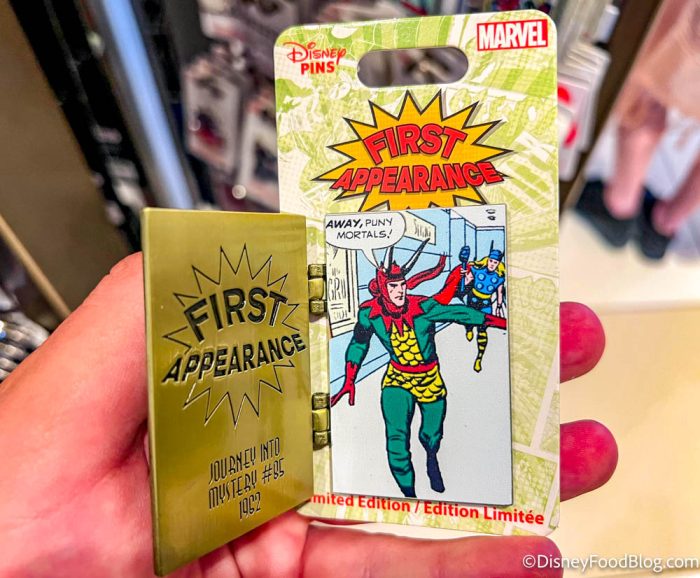 Disney
PINS
MARVEL
FIRST
APPEARANCE
AWAY, PUNY
MORTALS!
FIRST
APPEARANCE
JOURNEY INTO
MYSTERY #85
1962
imited Edition / Edition Limitée
©DisneyFoodBlog.com